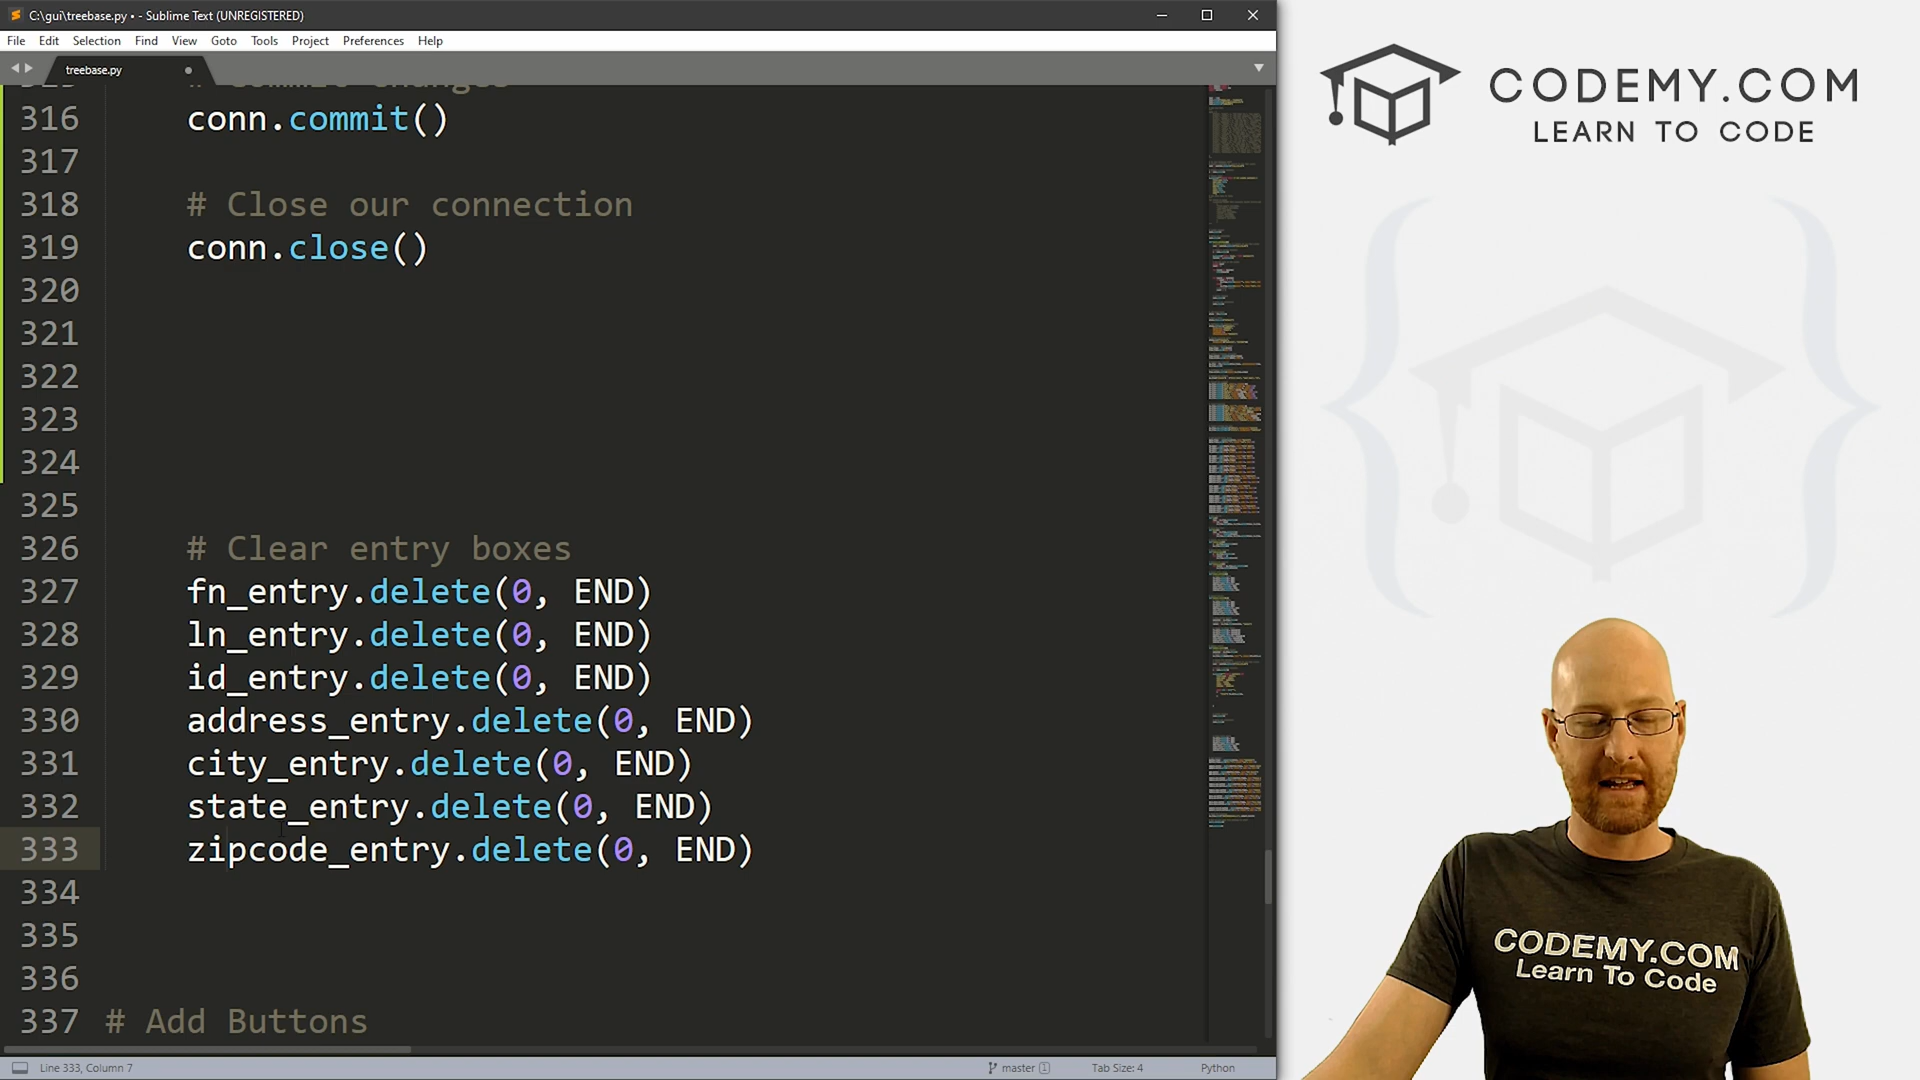 C:\gui\treebase.py • - Sublime Text (UNREGISTERED)
File Edit Selection Find View Goto Tools Project Preferences Help
treebase.py
# Commit changes
316 conn.commit()
317
318 # Close our connection
319 conn.close()
320
321
322
323
324
325
326 # Clear entry boxes
327 fn_entry.delete(0, END)
328 ln_entry.delete(0, END)
329 id_entry.delete(0, END)
330 address_entry.delete(0, END)
331 city_entry.delete(0, END)
332 state_entry.delete(0, END)
333 zipcode_entry.delete(0, END)
334
335
336
337 # Add Buttons
Line 333, Column 7 master 1 Tab Size: 4 Python
CODEMY.COM
LEARN TO CODE
CODEMY.COM
Learn To Code